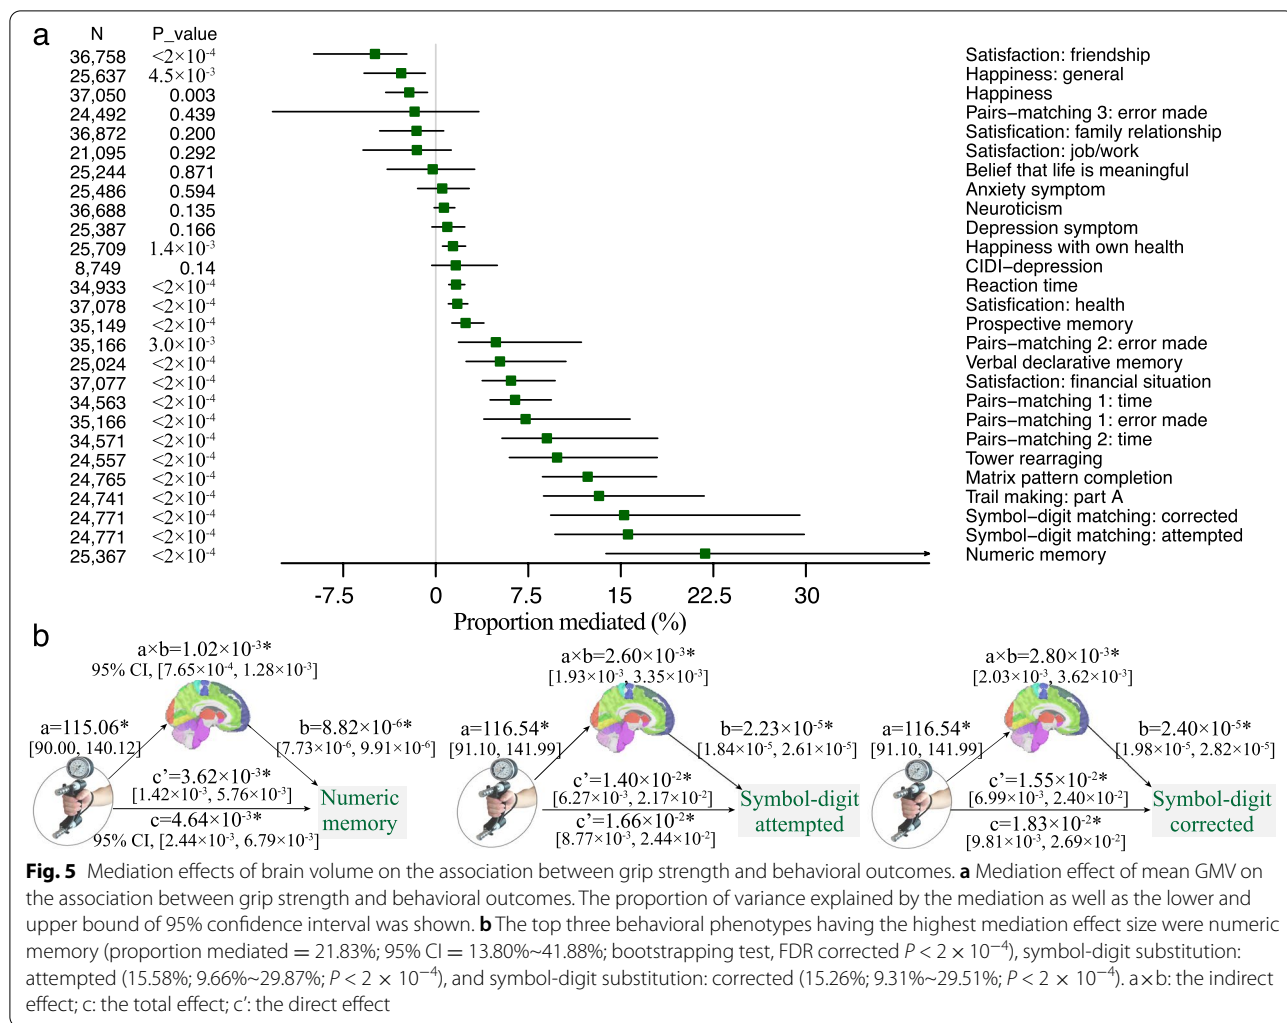 a
N P_value
36,758 <2×10⁻⁴ Satisfaction: friendship
25,637 4.5×10⁻³ Happiness: general
37,050 0.003 Happiness
24,492 0.439 Pairs−matching 3: error made
36,872 0.200 Satisfication: family relationship
21,095 0.292 Satisfaction: job/work
25,244 0.871 Belief that life is meaningful
25,486 0.594 Anxiety symptom
36,688 0.135 Neuroticism
25,387 0.166 Depression symptom
25,709 1.4×10⁻³ Happiness with own health
8,749 0.14 CIDI−depression
34,933 <2×10⁻⁴ Reaction time
37,078 <2×10⁻⁴ Satisfication: health
35,149 <2×10⁻⁴ Prospective memory
35,166 3.0×10⁻³ Pairs−matching 2: error made
25,024 <2×10⁻⁴ Verbal declarative memory
37,077 <2×10⁻⁴ Satisfaction: financial situation
34,563 <2×10⁻⁴ Pairs−matching 1: time
35,166 <2×10⁻⁴ Pairs−matching 1: error made
34,571 <2×10⁻⁴ Pairs−matching 2: time
24,557 <2×10⁻⁴ Tower rearraging
24,765 <2×10⁻⁴ Matrix pattern completion
24,741 <2×10⁻⁴ Trail making: part A
24,771 <2×10⁻⁴ Symbol−digit matching: corrected
24,771 <2×10⁻⁴ Symbol−digit matching: attempted
25,367 <2×10⁻⁴ Numeric memory
-7.5 0 7.5 15 22.5 30
Proportion mediated (%)
b
a×b=1.02×10⁻³*
95% CI, [7.65×10⁻⁴, 1.28×10⁻³]
a=115.06*
[90.00, 140.12]
b=8.82×10⁻⁶*
[7.73×10⁻⁶, 9.91×10⁻⁶]
c’=3.62×10⁻³*
[1.42×10⁻³, 5.76×10⁻³]
c=4.64×10⁻³*
95% CI, [2.44×10⁻³, 6.79×10⁻³]
Numeric
memory
a×b=2.60×10⁻³*
[1.93×10⁻³, 3.35×10⁻³]
a=116.54*
[91.10, 141.99]
b=2.23×10⁻⁵*
[1.84×10⁻⁵, 2.61×10⁻⁵]
c’=1.40×10⁻²*
[6.27×10⁻³, 2.17×10⁻²]
c’=1.66×10⁻²*
[8.77×10⁻³, 2.44×10⁻²]
Symbol-digit
attempted
a×b=2.80×10⁻³*
[2.03×10⁻³, 3.62×10⁻³]
a=116.54*
[91.10, 141.99]
b=2.40×10⁻⁵*
[1.98×10⁻⁵, 2.82×10⁻⁵]
c’=1.55×10⁻²*
[6.99×10⁻³, 2.40×10⁻²]
c=1.83×10⁻²*
[9.81×10⁻³, 2.69×10⁻²]
Symbol-digit
corrected
Fig. 5 Mediation effects of brain volume on the association between grip strength and behavioral outcomes. a Mediation effect of mean GMV on
the association between grip strength and behavioral outcomes. The proportion of variance explained by the mediation as well as the lower and
upper bound of 95% confidence interval was shown. b The top three behavioral phenotypes having the highest mediation effect size were numeric
memory (proportion mediated = 21.83%; 95% CI = 13.80%~41.88%; bootstrapping test, FDR corrected P < 2 × 10⁻⁴), symbol-digit substitution:
attempted (15.58%; 9.66%~29.87%; P < 2 × 10⁻⁴), and symbol-digit substitution: corrected (15.26%; 9.31%~29.51%; P < 2 × 10⁻⁴). a×b: the indirect
effect; c: the total effect; c’: the direct effect